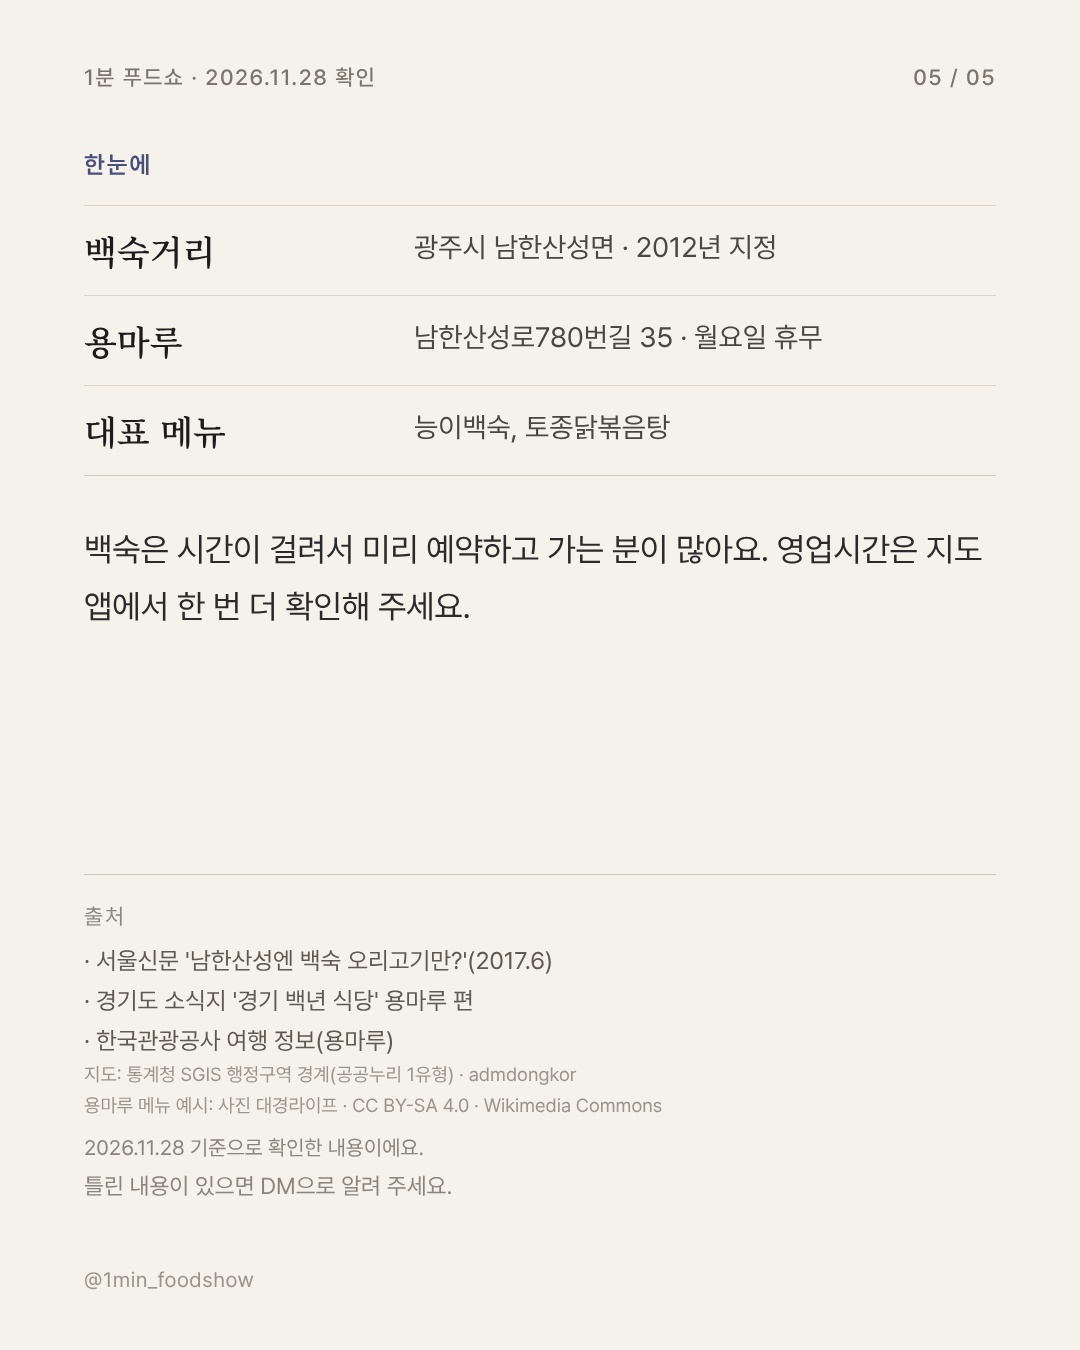 1분 푸드쇼 · 2026.11.28 확인
05 / 05
한눈에
백숙거리
광주시 남한산성면 · 2012년 지정
용마루
남한산성로780번길 35 · 월요일 휴무
대표 메뉴
능이백숙, 토종닭볶음탕
백숙은 시간이 걸려서 미리 예약하고 가는 분이 많아요. 영업시간은 지도
앱에서 한 번 더 확인해 주세요.
출처
· 서울신문 '남한산성엔 백숙 오리고기만?'(2017.6)
· 경기도 소식지 '경기 백년 식당' 용마루 편
· 한국관광공사 여행 정보(용마루)
지도: 통계청 SGIS 행정구역 경계(공공누리 1유형) · admdongkor
용마루 메뉴 예시: 사진 대경라이프 · CC BY-SA 4.0 · Wikimedia Commons
2026.11.28 기준으로 확인한 내용이에요.
틀린 내용이 있으면 DM으로 알려 주세요.
@1min_foodshow